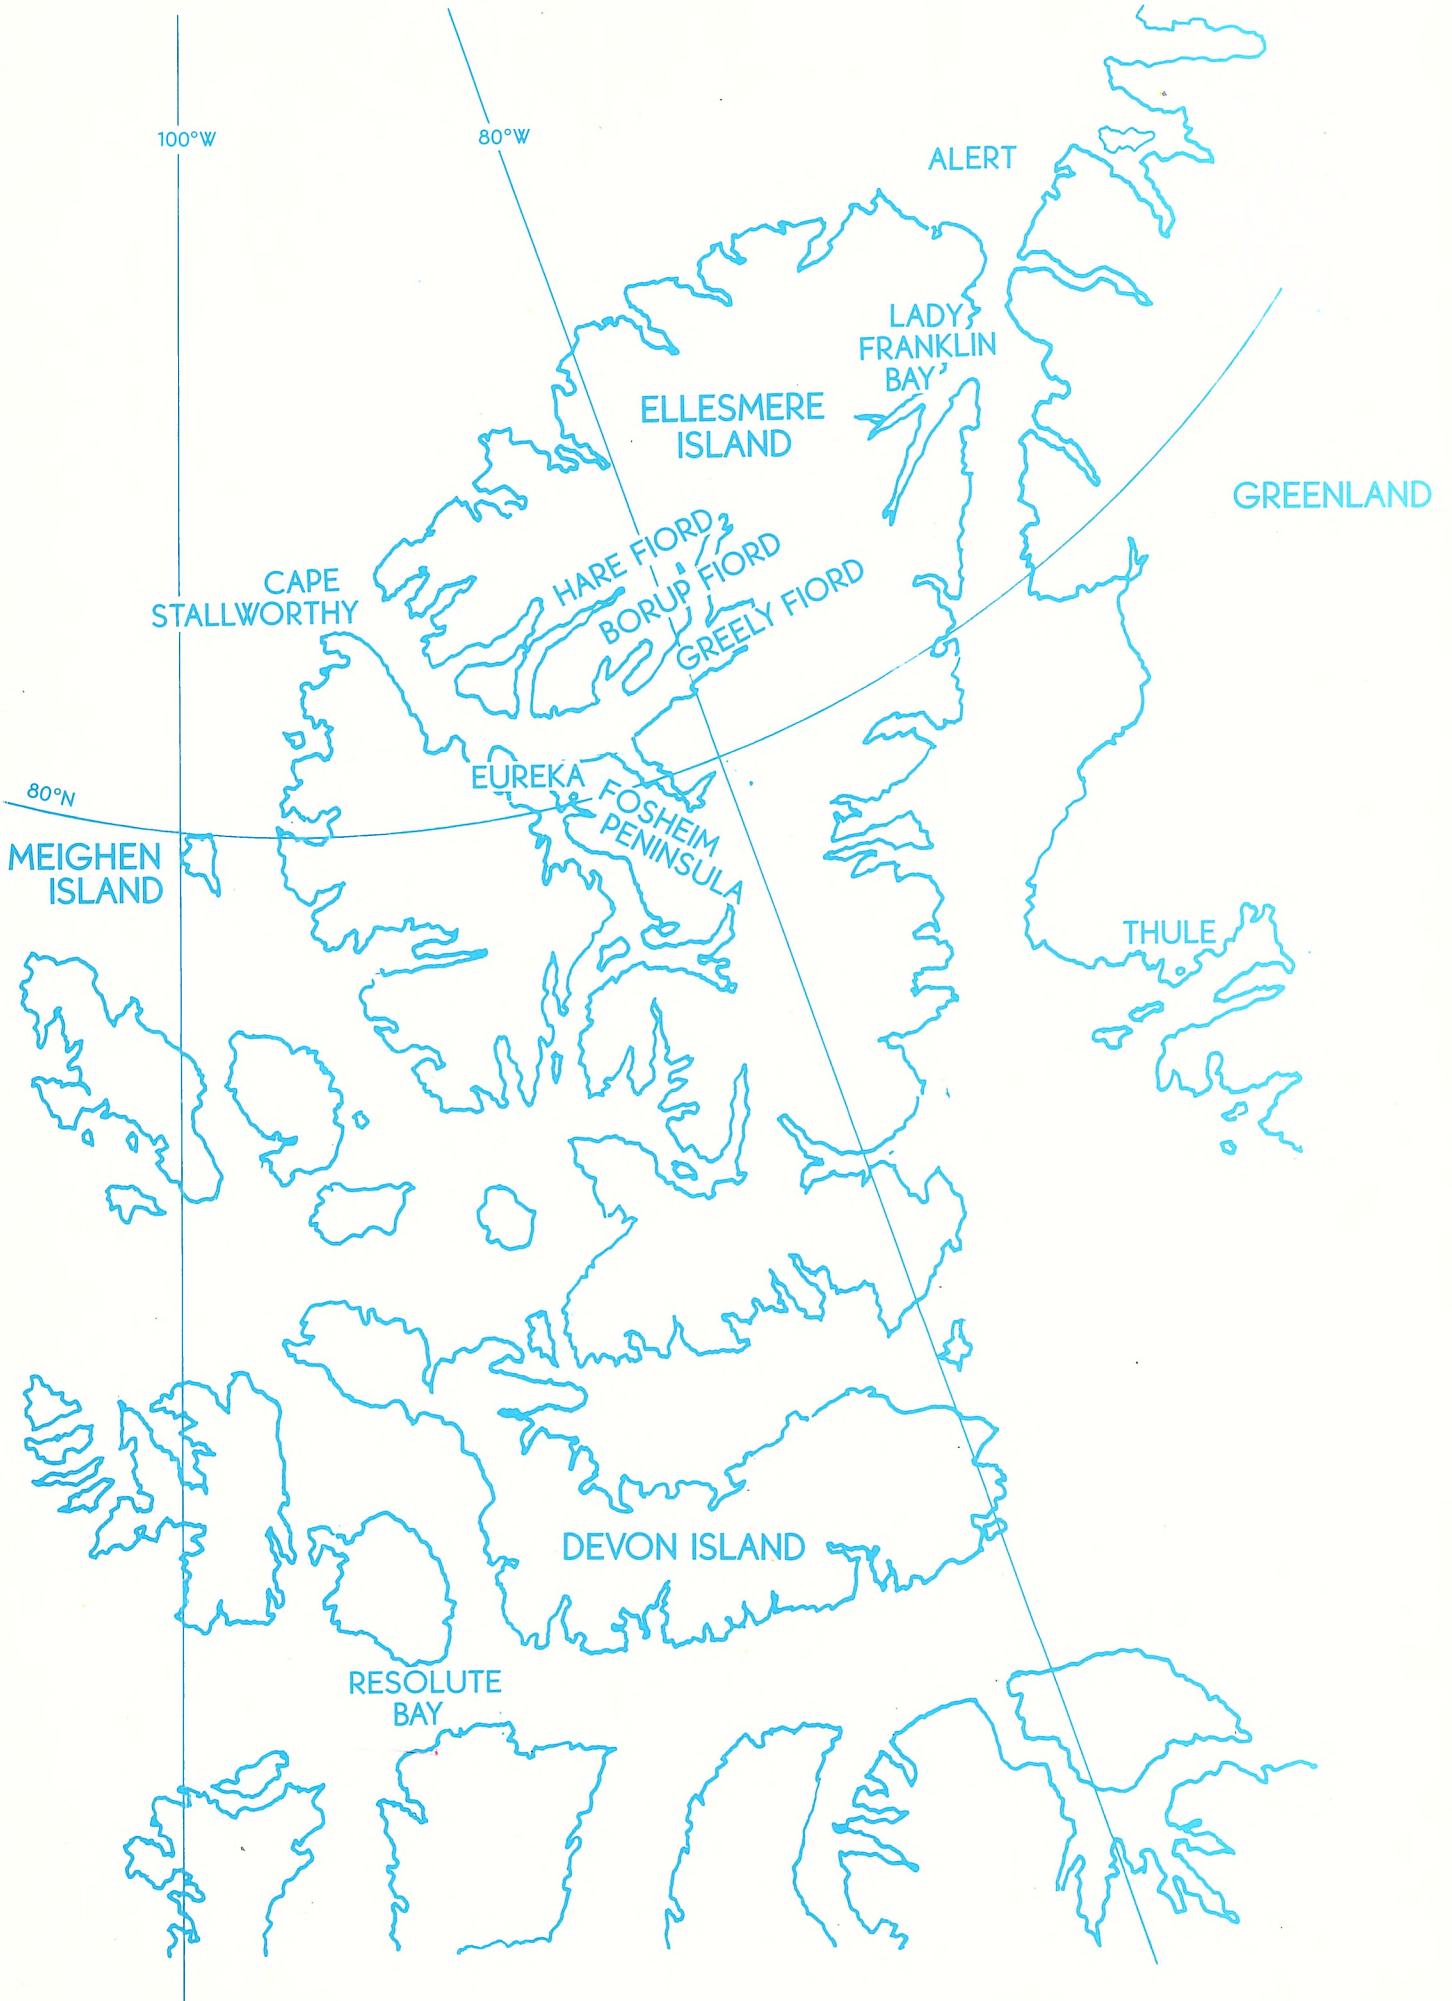 100°W
80°W
ALERT
LADY
FRANKLIN
BAY
ELLESMERE
ISLAND
GREENLAND
HARE FIORD
BORUP FIORD
GREELY FIORD
CAPE
STALLWORTHY
EUREKA
FOSHEIM
PENINSULA
80°N
MEIGHEN
ISLAND
THULE
DEVON ISLAND
RESOLUTE
BAY